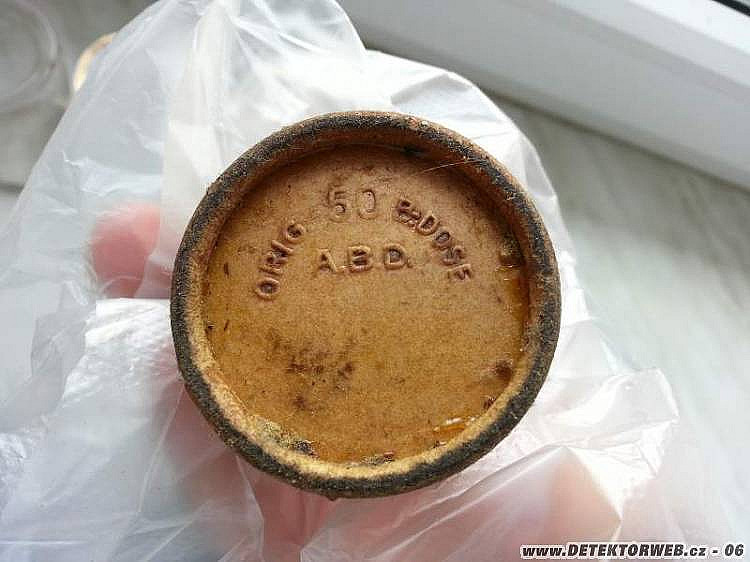 ORIG 50 g DOSE
A.B.D.
www.DETEKTORWEB.cz - 06